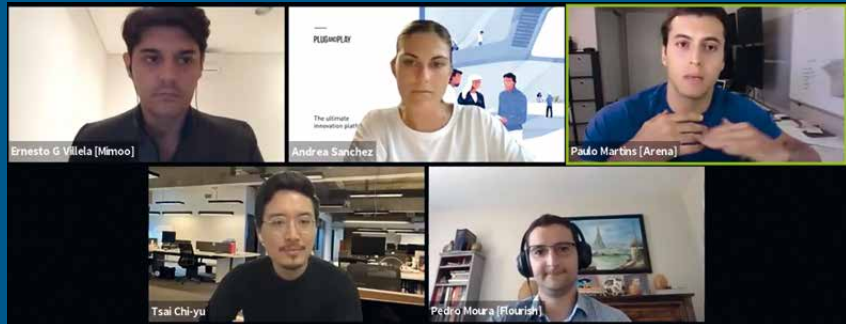 PLUGANDPLAY
The ultimate
innovation platf
Ernesto G Villela [Mimoo]
Andrea Sanchez
Paulo Martins [Arena]
Tsai Chi-yu
Pedro Moura [Flourish]